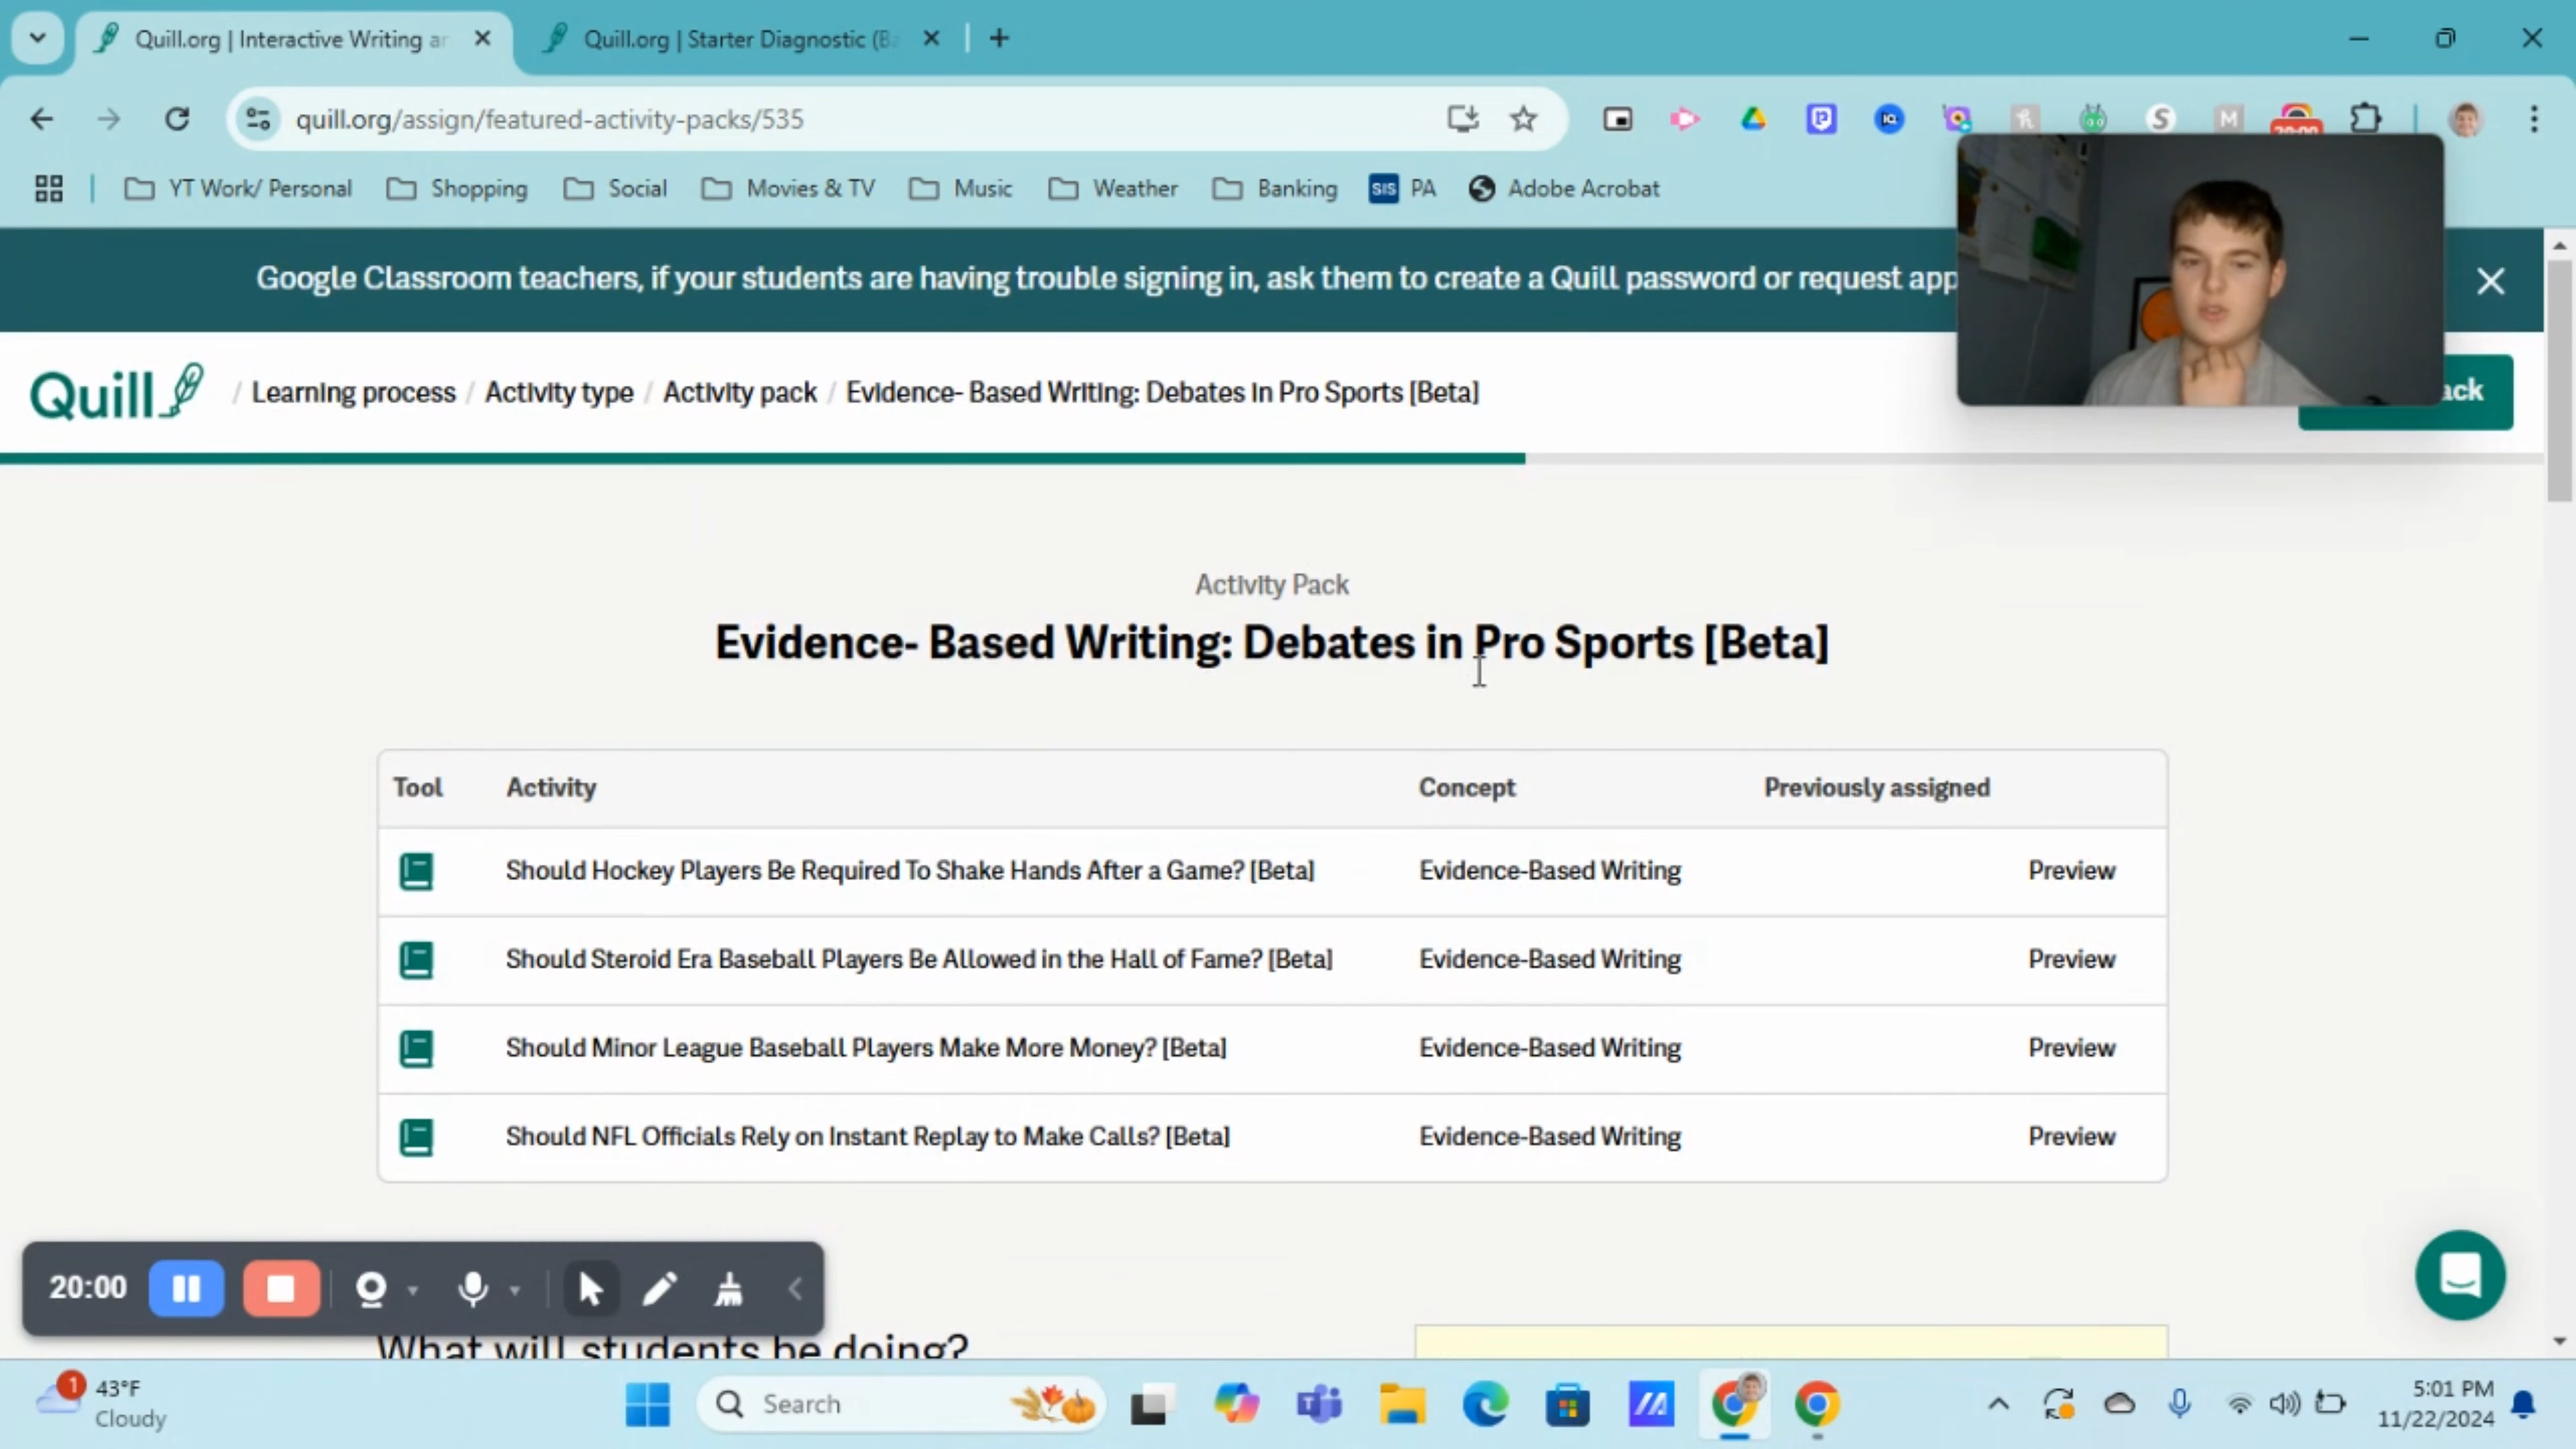 Quill.org | Interactive Writing ar
Quill.org | Starter Diagnostic (Ba
quill.org/assign/featured-activity-packs/535
20:00
YT Work/ Personal
Shopping
Social
Movies & TV
Music
Weather
Banking
SIS PA
Adobe Acrobat
Google Classroom teachers, if your students are having trouble signing in, ask them to create a Quill password or request app
Quill / Learning process / Activity type / Activity pack / Evidence- Based Writing: Debates in Pro Sports [Beta]
ack
Activity Pack
Evidence- Based Writing: Debates in Pro Sports [Beta]
Tool Activity Concept Previously assigned
Should Hockey Players Be Required To Shake Hands After a Game? [Beta] Evidence-Based Writing Preview
Should Steroid Era Baseball Players Be Allowed in the Hall of Fame? [Beta] Evidence-Based Writing Preview
Should Minor League Baseball Players Make More Money? [Beta] Evidence-Based Writing Preview
Should NFL Officials Rely on Instant Replay to Make Calls? [Beta] Evidence-Based Writing Preview
20:00
What will students be doing?
1
43°F
Cloudy
Search
5:01 PM
11/22/2024